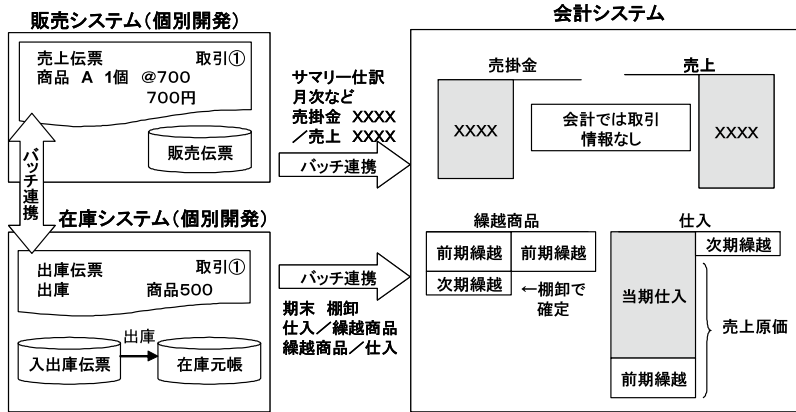 販売システム(個別開発)
売上伝票 取引①
商品 A 1個 @700
700円
販売伝票
バッチ連携
在庫システム(個別開発)
出庫伝票 取引①
出庫 商品500
出庫
入出庫伝票
在庫元帳
サマリー仕訳
月次など
売掛金 XXXX
/売上 XXXX
バッチ連携
バッチ連携
期末 棚卸
仕入/繰越商品
繰越商品/仕入
会計システム
売掛金
売上
XXXX
会計では取引
情報なし
XXXX
繰越商品
前期繰越 前期繰越
次期繰越
←棚卸で
確定
仕入
次期繰越
当期仕入
売上原価
前期繰越